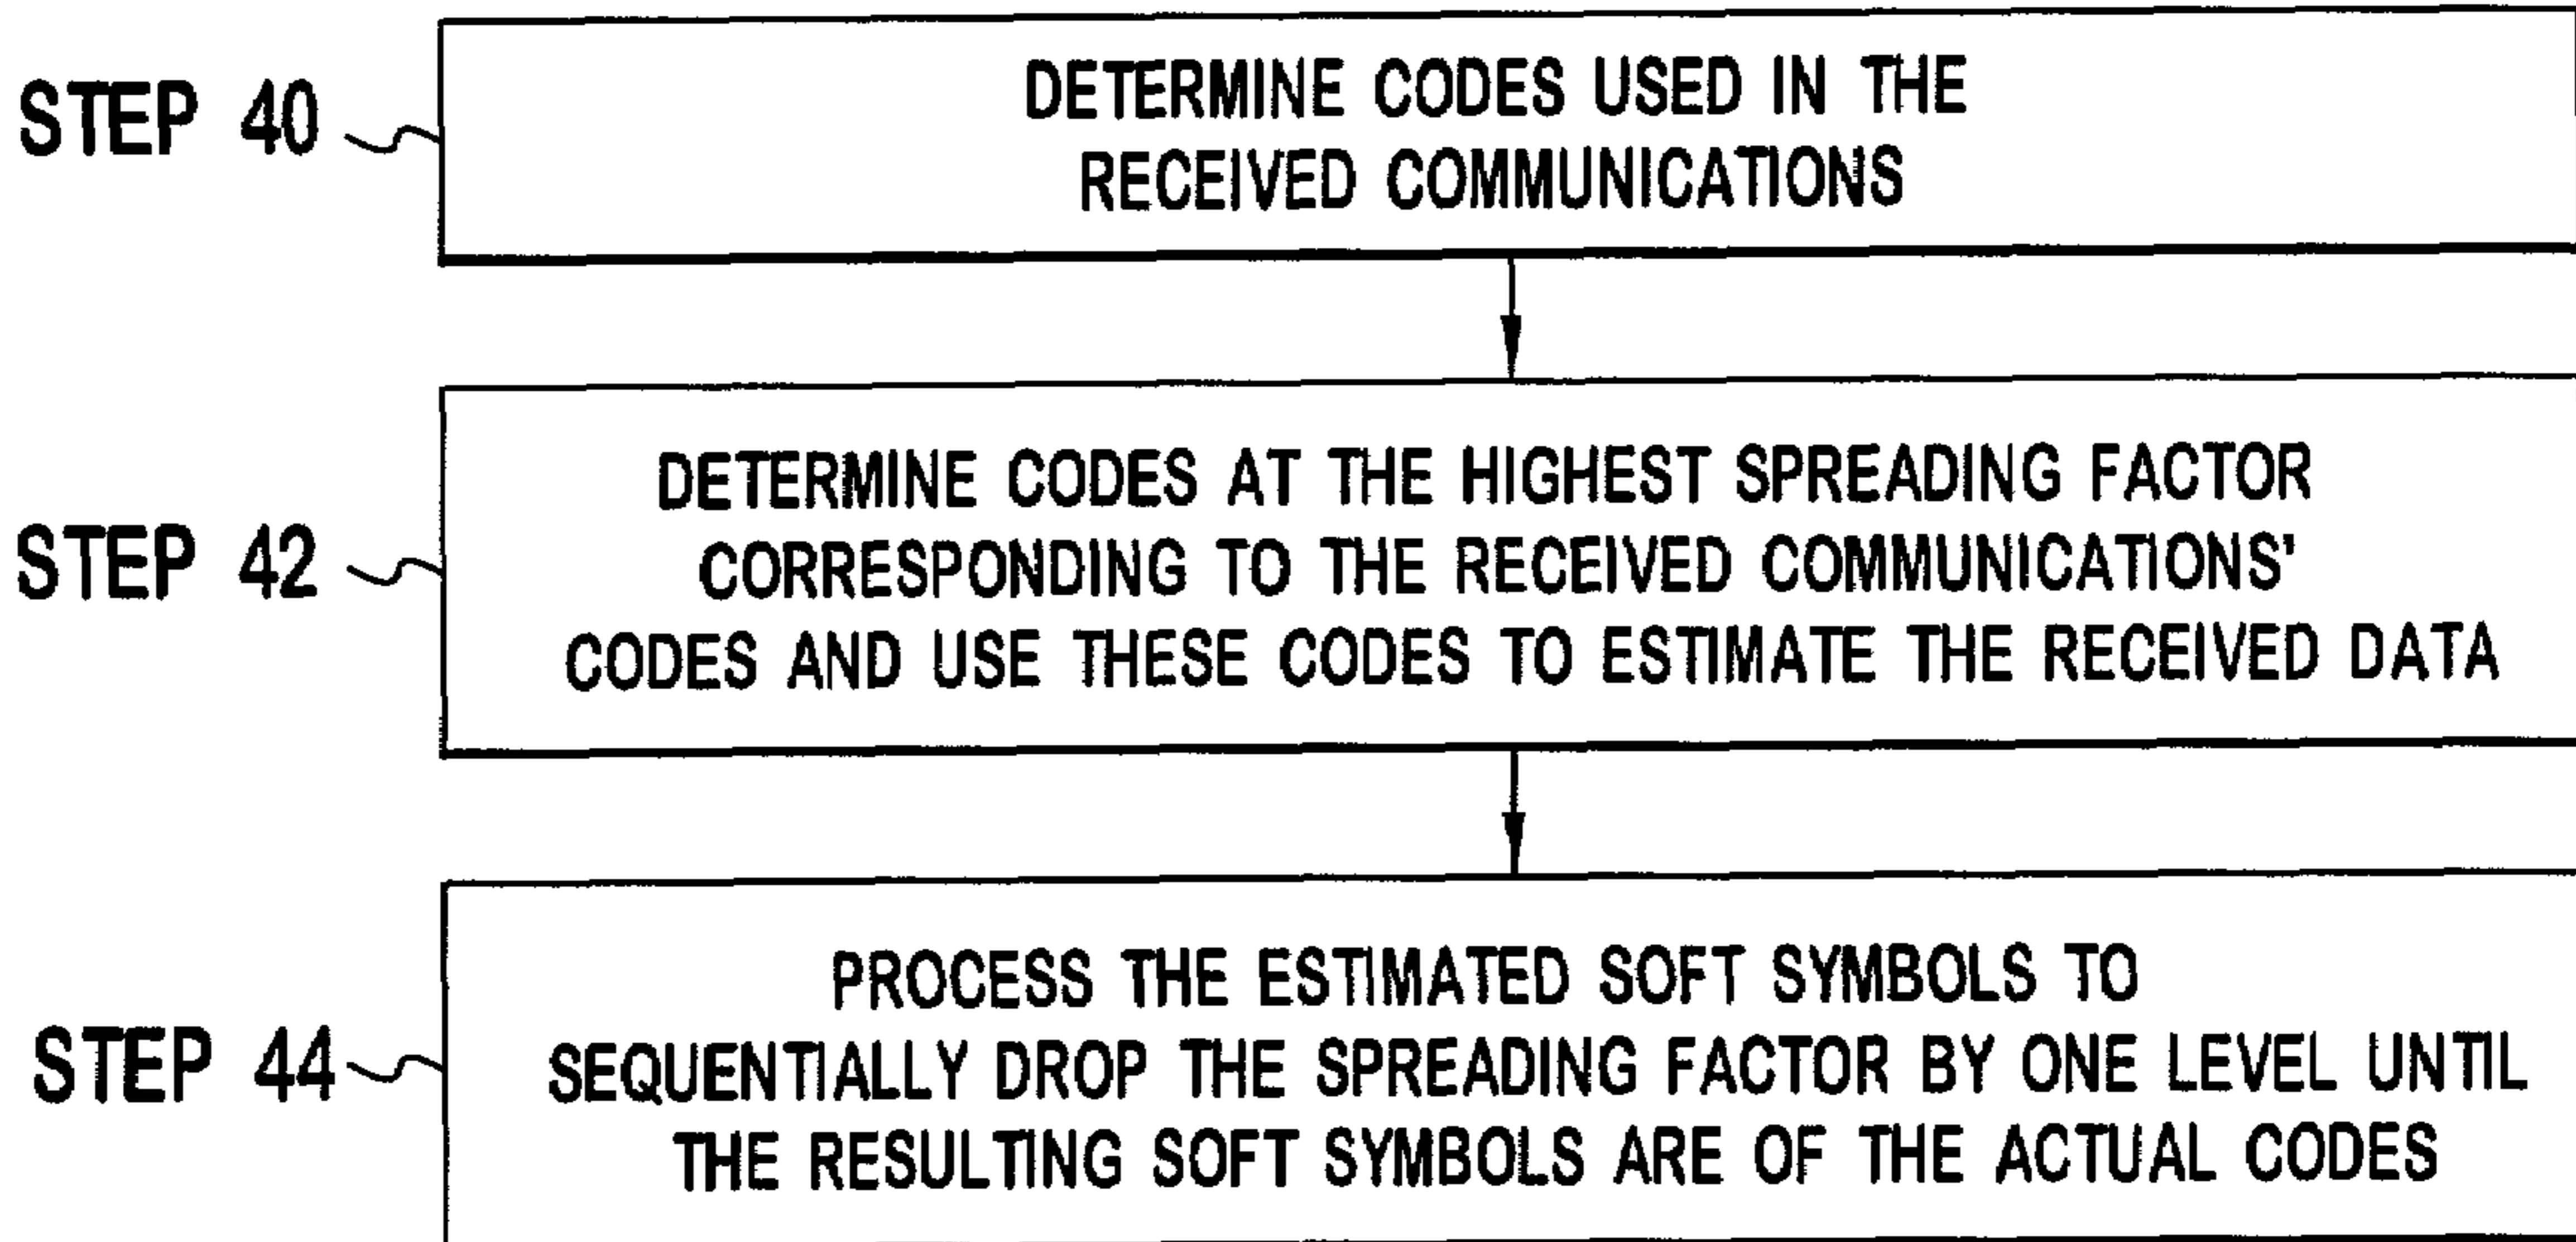 STEP 40
DETERMINE CODES USED IN THE
RECEIVED COMMUNICATIONS
STEP 42
DETERMINE CODES AT THE HIGHEST SPREADING FACTOR
CORRESPONDING TO THE RECEIVED COMMUNICATIONS'
CODES AND USE THESE CODES TO ESTIMATE THE RECEIVED DATA
STEP 44
PROCESS THE ESTIMATED SOFT SYMBOLS TO
SEQUENTIALLY DROP THE SPREADING FACTOR BY ONE LEVEL UNTIL
THE RESULTING SOFT SYMBOLS ARE OF THE ACTUAL CODES